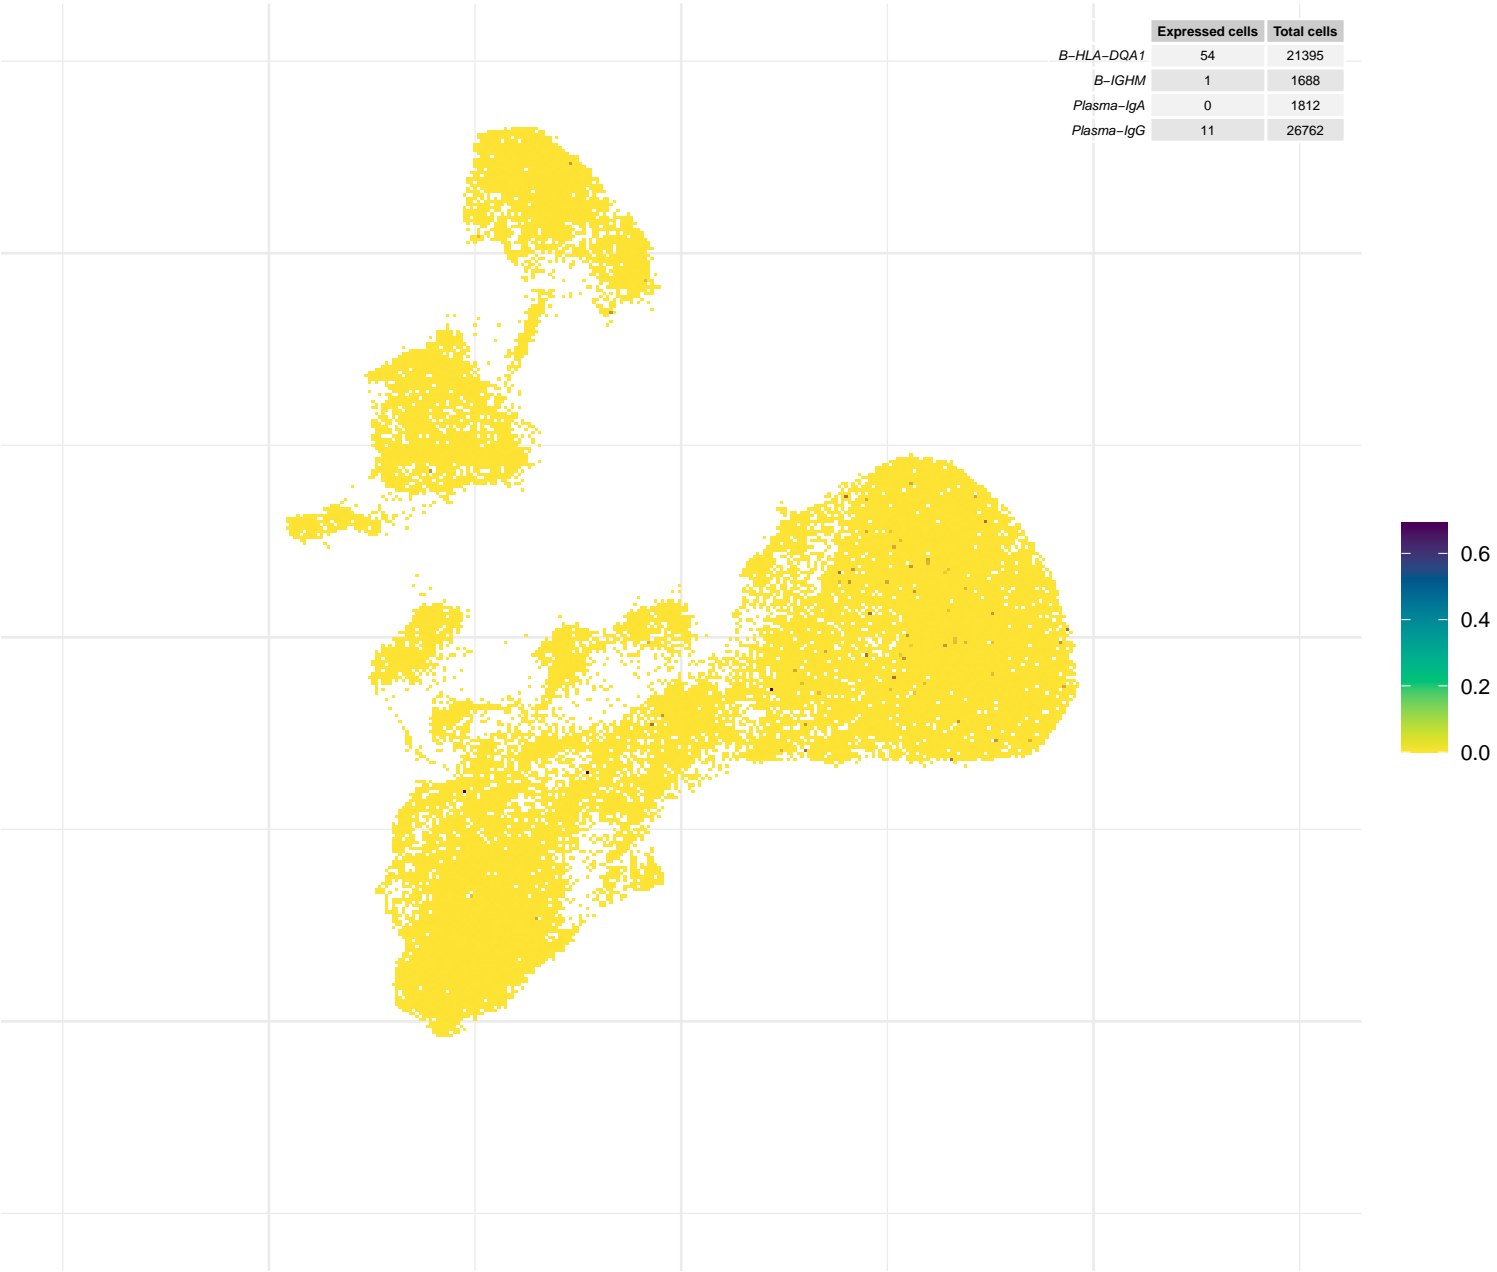 Expressed cells Total cells
B−HLA−DQA1 54 21395
B−IGHM 1 1688
Plasma−IgA 0 1812
Plasma−IgG 11 26762
0.6
0.4
0.2
0.0